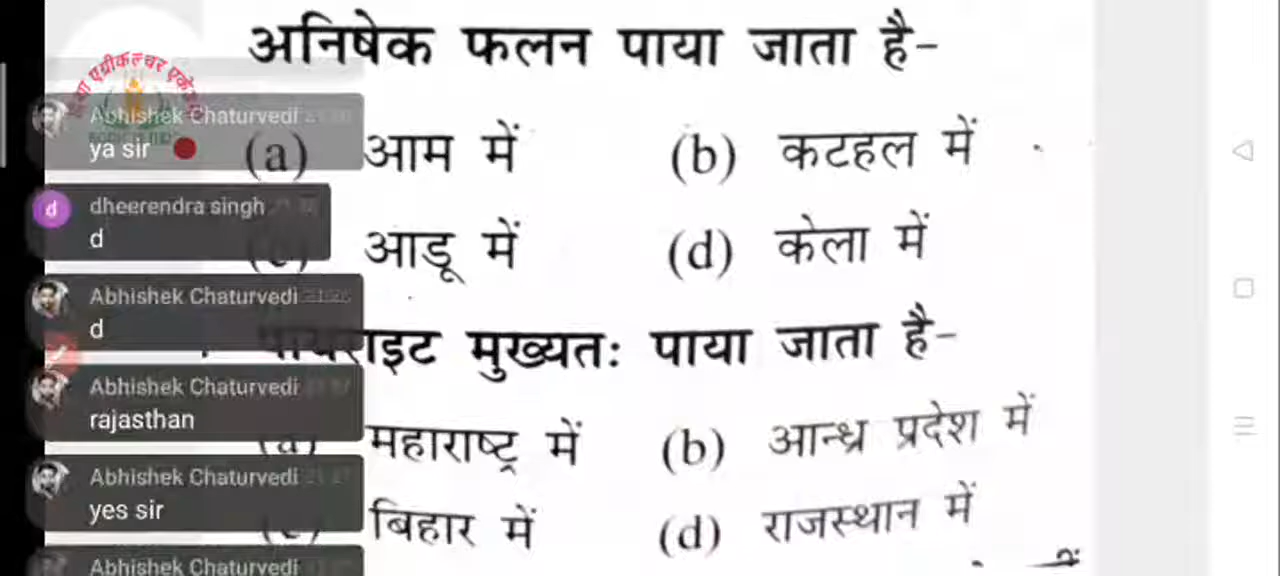 अनिषेक फलन पाया जाता है-
Abhishek Chaturvedi
ya sir
(a) आम में (b) कटहल में
dheerendra singh
d
आडू में (d) केला में
Abhishek Chaturvedi
d
पायराइट मुख्यतः पाया जाता है-
Abhishek Chaturvedi
rajasthan
(a) महाराष्ट्र में (b) आन्ध्र प्रदेश में
Abhishek Chaturvedi
yes sir
बिहार में (d) राजस्थान में
Abhishek Chaturvedi